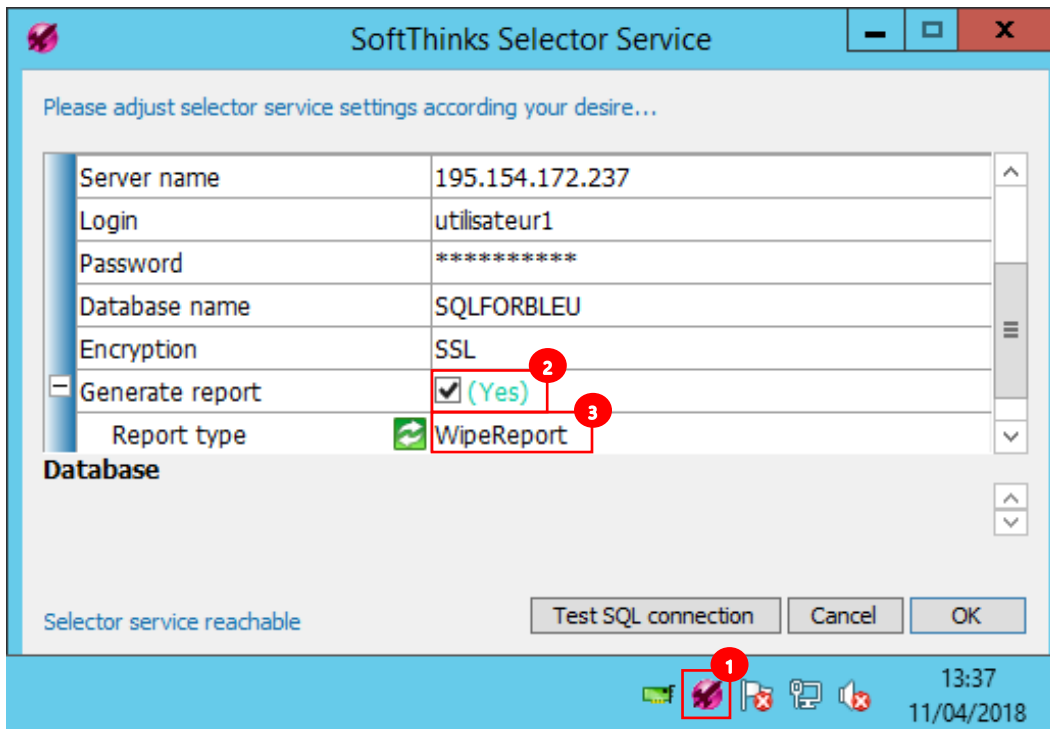 SoftThinks Selector Service
Please adjust selector service settings according your desire...
Server name 195.154.172.237
Login utilisateur1
Password **********
Database name SQLFORBLEU
Encryption SSL
2
Generate report (Yes)
3
Report type WipeReport
Database
Selector service reachable Test SQL connection Cancel OK
1
13:37
11/04/2018